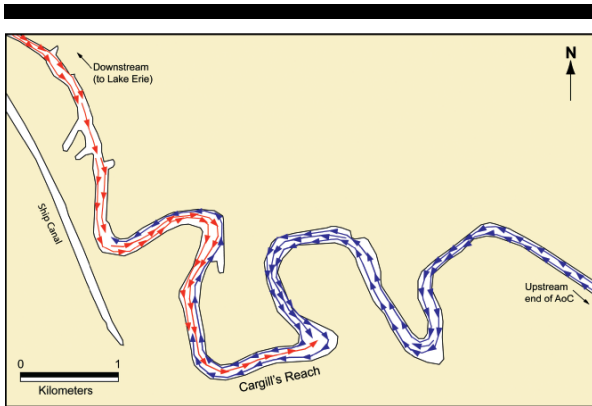 Downstream
(to Lake Erie)
N
Ship Canal
Upstream
end of AoC
Cargill's Reach
0 1
Kilometers